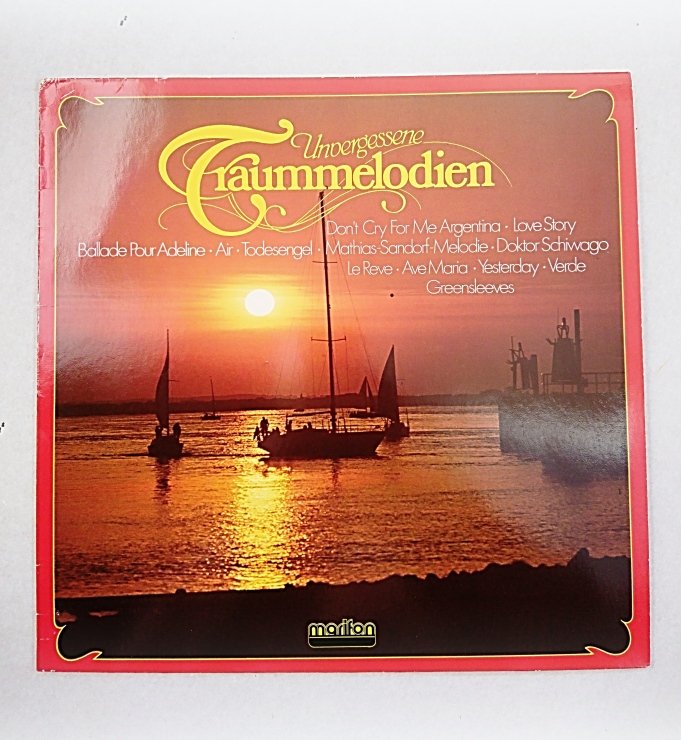 Unvergessene
Traummelodien
Don't Cry For Me Argentina · Love Story
Ballade Pour Adeline · Air · Todesengel · Mathias-Sandorf-Melodie · Doktor Schiwago
Le Reve · Ave Maria · Yesterday · Verde
Greensleeves
marifon